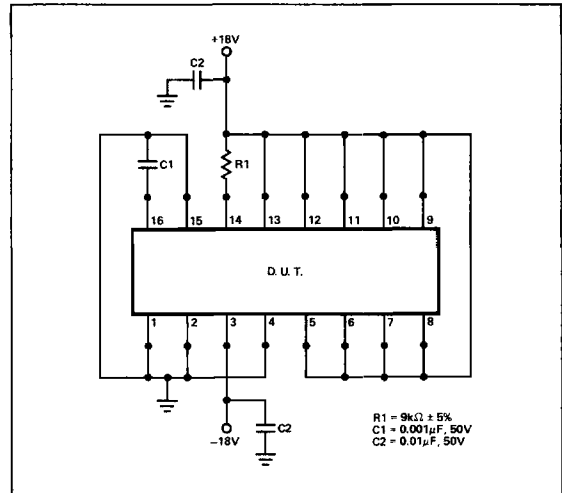 +18V
C2
C1
R1
16 15 14 13 12 11 10 9
D.U.T.
1 2 3 4 5 6 7 8
C2
−18V
R1 = 9kΩ ± 5%
C1 = 0.001μF, 50V
C2 = 0.01μF, 50V